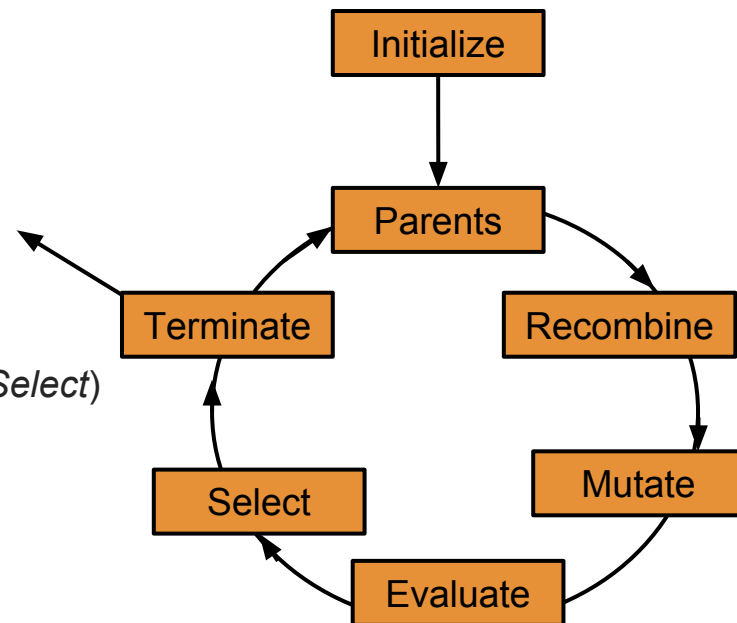 Initialize
Parents
Terminate
Recombine
Select)
Select
Mutate
Evaluate